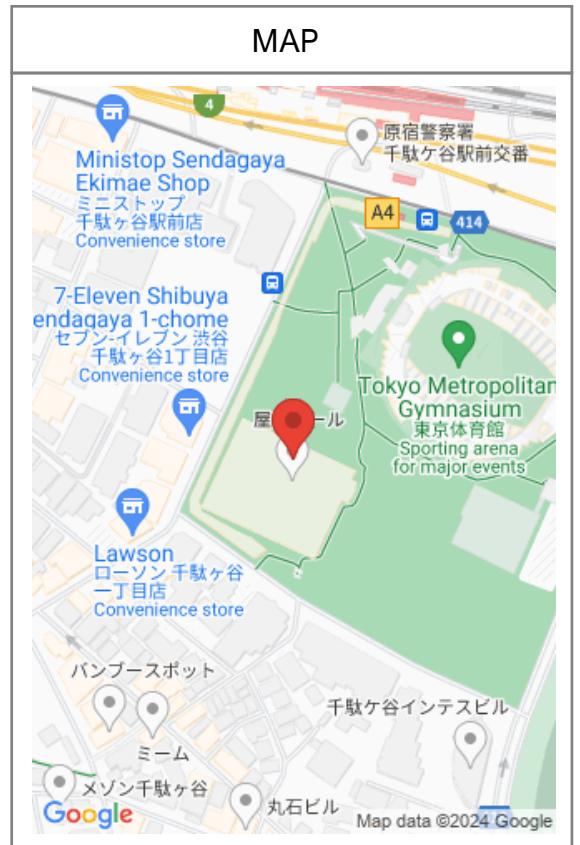 MAP
4
原宿警察署
千駄ケ谷駅前交番
Ministop Sendagaya
Ekimae Shop
ミニストップ
千駄ヶ谷駅前店
Convenience store
A4
414
7-Eleven Shibuya
endagaya 1-chome
セブン-イレブン 渋谷
千駄ヶ谷1丁目店
Convenience store
Tokyo Metropolitan
Gymnasium
東京体育館
Sporting arena
for major events
屋
ール
Lawson
ローソン 千駄ヶ谷
一丁目店
Convenience store
バンブースポット
千駄ケ谷インテスビル
ミーム
メゾン千駄ヶ谷
丸石ビル
Google
Map data ©2024 Google